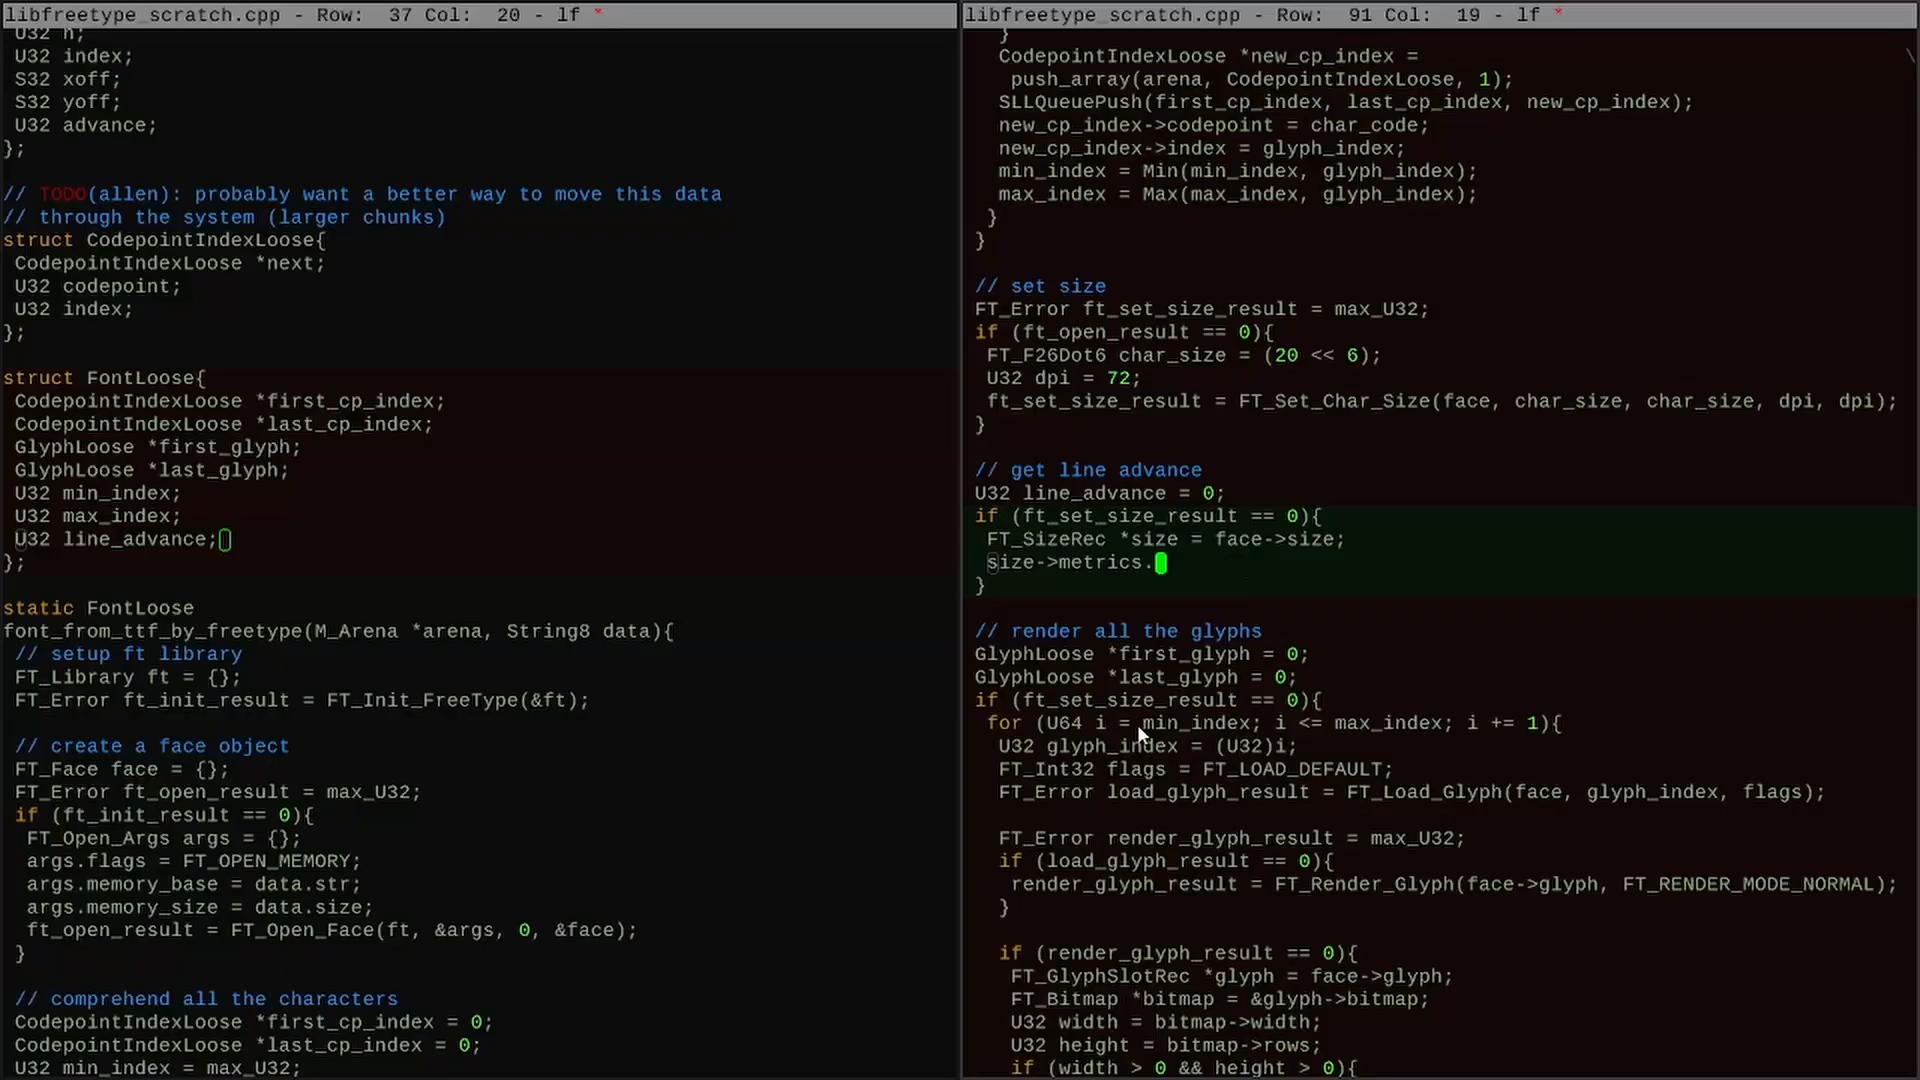 libfreetype_scratch.cpp - Row:  37 Col:  20 - lf *
U32 h;
U32 index;
S32 xoff;
S32 yoff;
U32 advance;
};
// TODO(allen): probably want a better way to move this data
// through the system (larger chunks)
struct CodepointIndexLoose{
CodepointIndexLoose *next;
U32 codepoint;
U32 index;
};
struct FontLoose{
CodepointIndexLoose *first_cp_index;
CodepointIndexLoose *last_cp_index;
GlyphLoose *first_glyph;
GlyphLoose *last_glyph;
U32 min_index;
U32 max_index;
U32 line_advance;
};
static FontLoose
font_from_ttf_by_freetype(M_Arena *arena, String8 data){
// setup ft library
FT_Library ft = {};
FT_Error ft_init_result = FT_Init_FreeType(&ft);
// create a face object
FT_Face face = {};
FT_Error ft_open_result = max_U32;
if (ft_init_result == 0){
FT_Open_Args args = {};
args.flags = FT_OPEN_MEMORY;
args.memory_base = data.str;
args.memory_size = data.size;
ft_open_result = FT_Open_Face(ft, &args, 0, &face);
}
// comprehend all the characters
CodepointIndexLoose *first_cp_index = 0;
CodepointIndexLoose *last_cp_index = 0;
U32 min_index = max_U32;
libfreetype_scratch.cpp - Row:  91 Col:  19 - lf *
}
CodepointIndexLoose *new_cp_index = \
push_array(arena, CodepointIndexLoose, 1);
SLLQueuePush(first_cp_index, last_cp_index, new_cp_index);
new_cp_index->codepoint = char_code;
new_cp_index->index = glyph_index;
min_index = Min(min_index, glyph_index);
max_index = Max(max_index, glyph_index);
}
}
// set size
FT_Error ft_set_size_result = max_U32;
if (ft_open_result == 0){
FT_F26Dot6 char_size = (20 << 6);
U32 dpi = 72;
ft_set_size_result = FT_Set_Char_Size(face, char_size, char_size, dpi, dpi);
}
// get line advance
U32 line_advance = 0;
if (ft_set_size_result == 0){
FT_SizeRec *size = face->size;
size->metrics.
}
// render all the glyphs
GlyphLoose *first_glyph = 0;
GlyphLoose *last_glyph = 0;
if (ft_set_size_result == 0){
for (U64 i = min_index; i <= max_index; i += 1){
U32 glyph_index = (U32)i;
FT_Int32 flags = FT_LOAD_DEFAULT;
FT_Error load_glyph_result = FT_Load_Glyph(face, glyph_index, flags);
FT_Error render_glyph_result = max_U32;
if (load_glyph_result == 0){
render_glyph_result = FT_Render_Glyph(face->glyph, FT_RENDER_MODE_NORMAL);
}
if (render_glyph_result == 0){
FT_GlyphSlotRec *glyph = face->glyph;
FT_Bitmap *bitmap = &glyph->bitmap;
U32 width = bitmap->width;
U32 height = bitmap->rows;
if (width > 0 && height > 0){